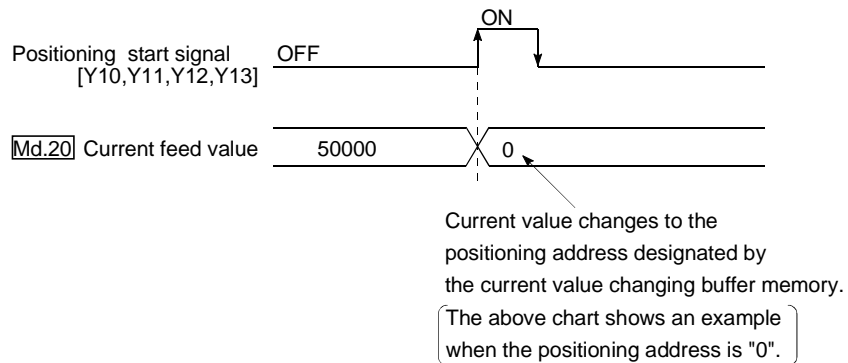 ON
Positioning start signal OFF
[Y10,Y11,Y12,Y13]
Md.20 Current feed value 50000 0
Current value changes to the
positioning address designated by
the current value changing buffer memory.
The above chart shows an example
when the positioning address is "0".